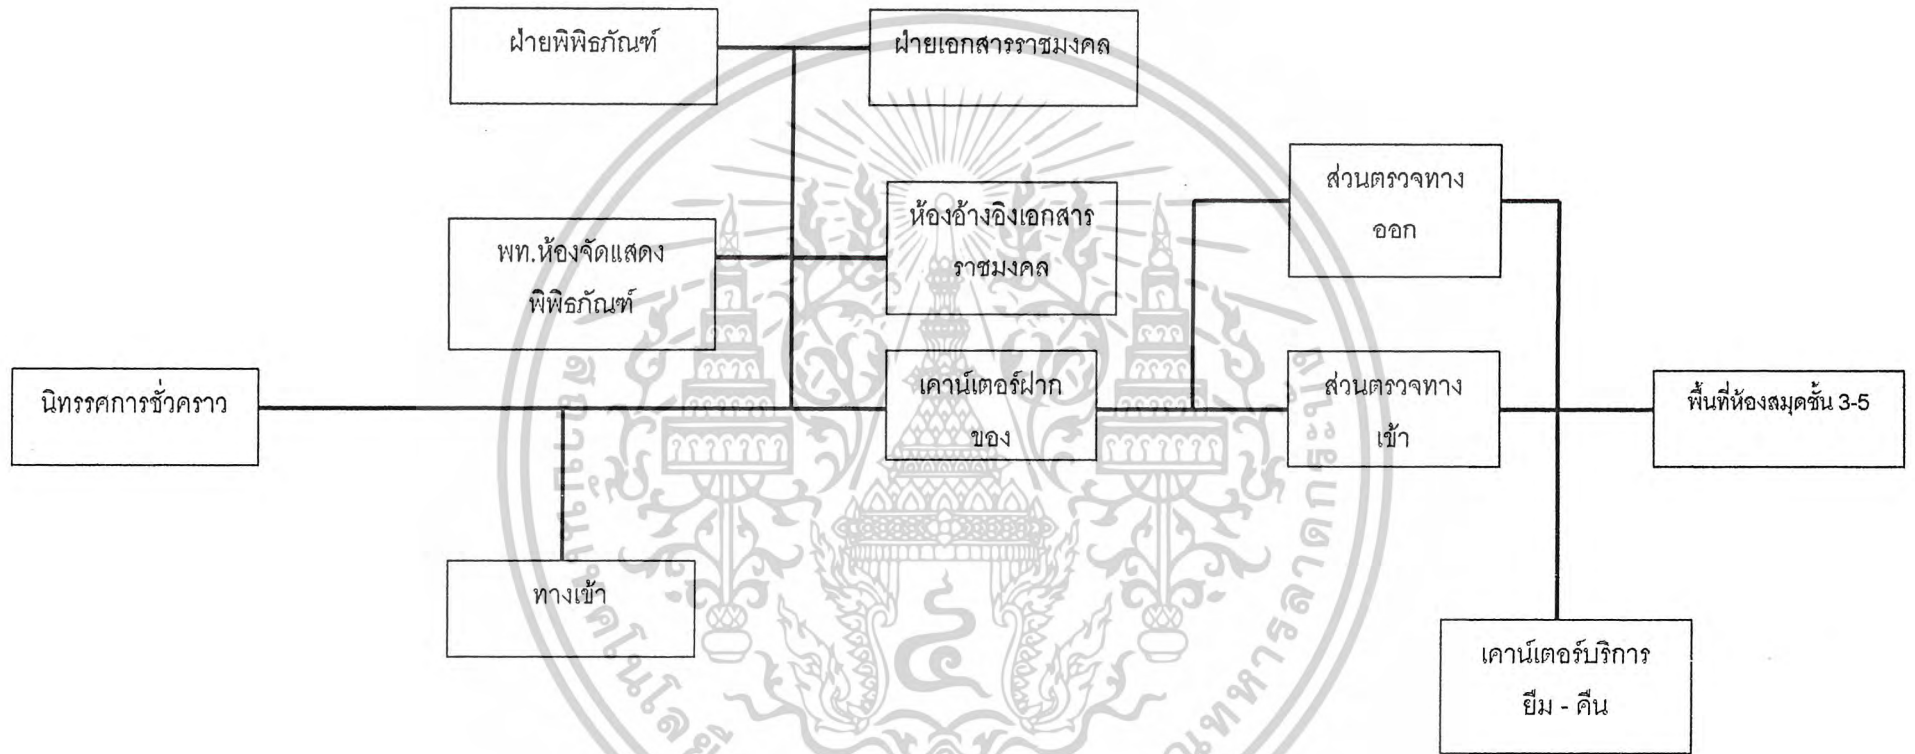 ฝ่ายพิพิธภัณฑ์
ฝ่ายเอกสารราชมงคล
ส่วนตรวจทาง
ออก
ห้องอ้างอิงเอกสาร
ราชมงคล
พท.ห้องจัดแสดง
พิพิธภัณฑ์
นิทรรศการชั่วคราว
เคาน์เตอร์ฝาก
ของ
ส่วนตรวจทาง
เข้า
พื้นที่ห้องสมุดชั้น 3-5
ทางเข้า
เคาน์เตอร์บริการ
ยืม - คืน